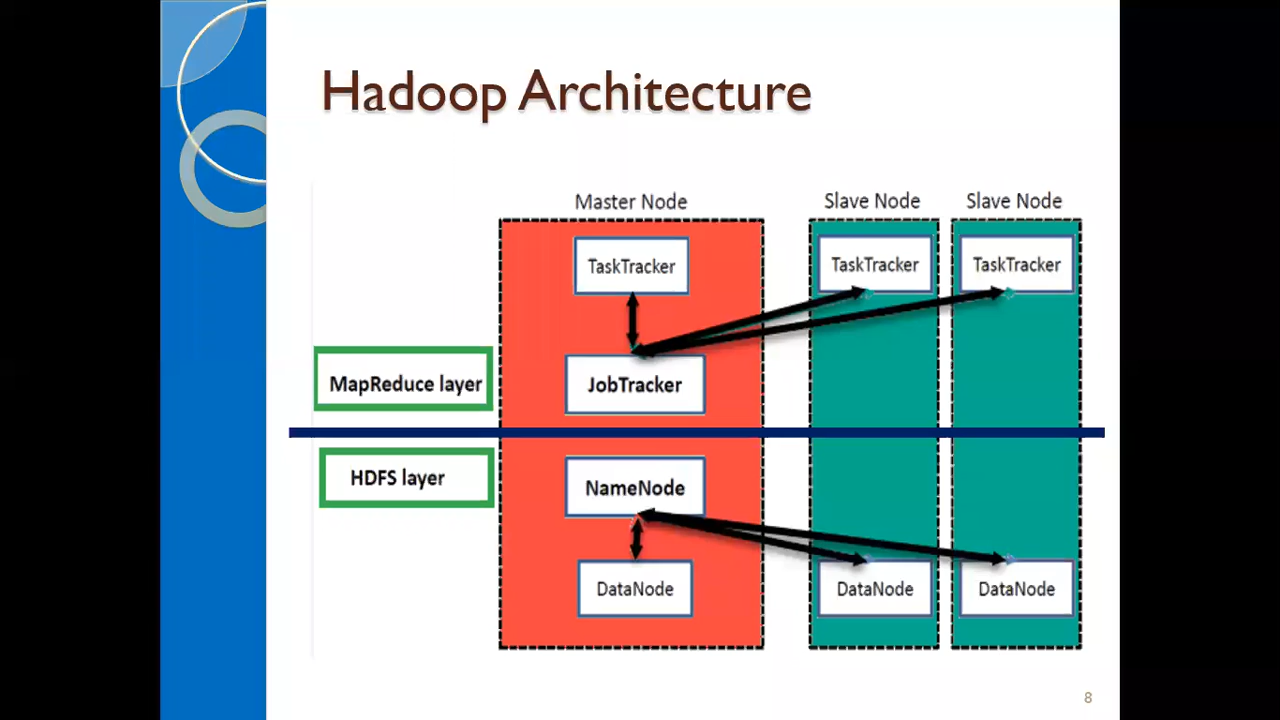 Hadoop Architecture
Master Node
Slave Node
Slave Node
TaskTracker
TaskTracker
TaskTracker
MapReduce layer
JobTracker
HDFS layer
NameNode
DataNode
DataNode
DataNode
8